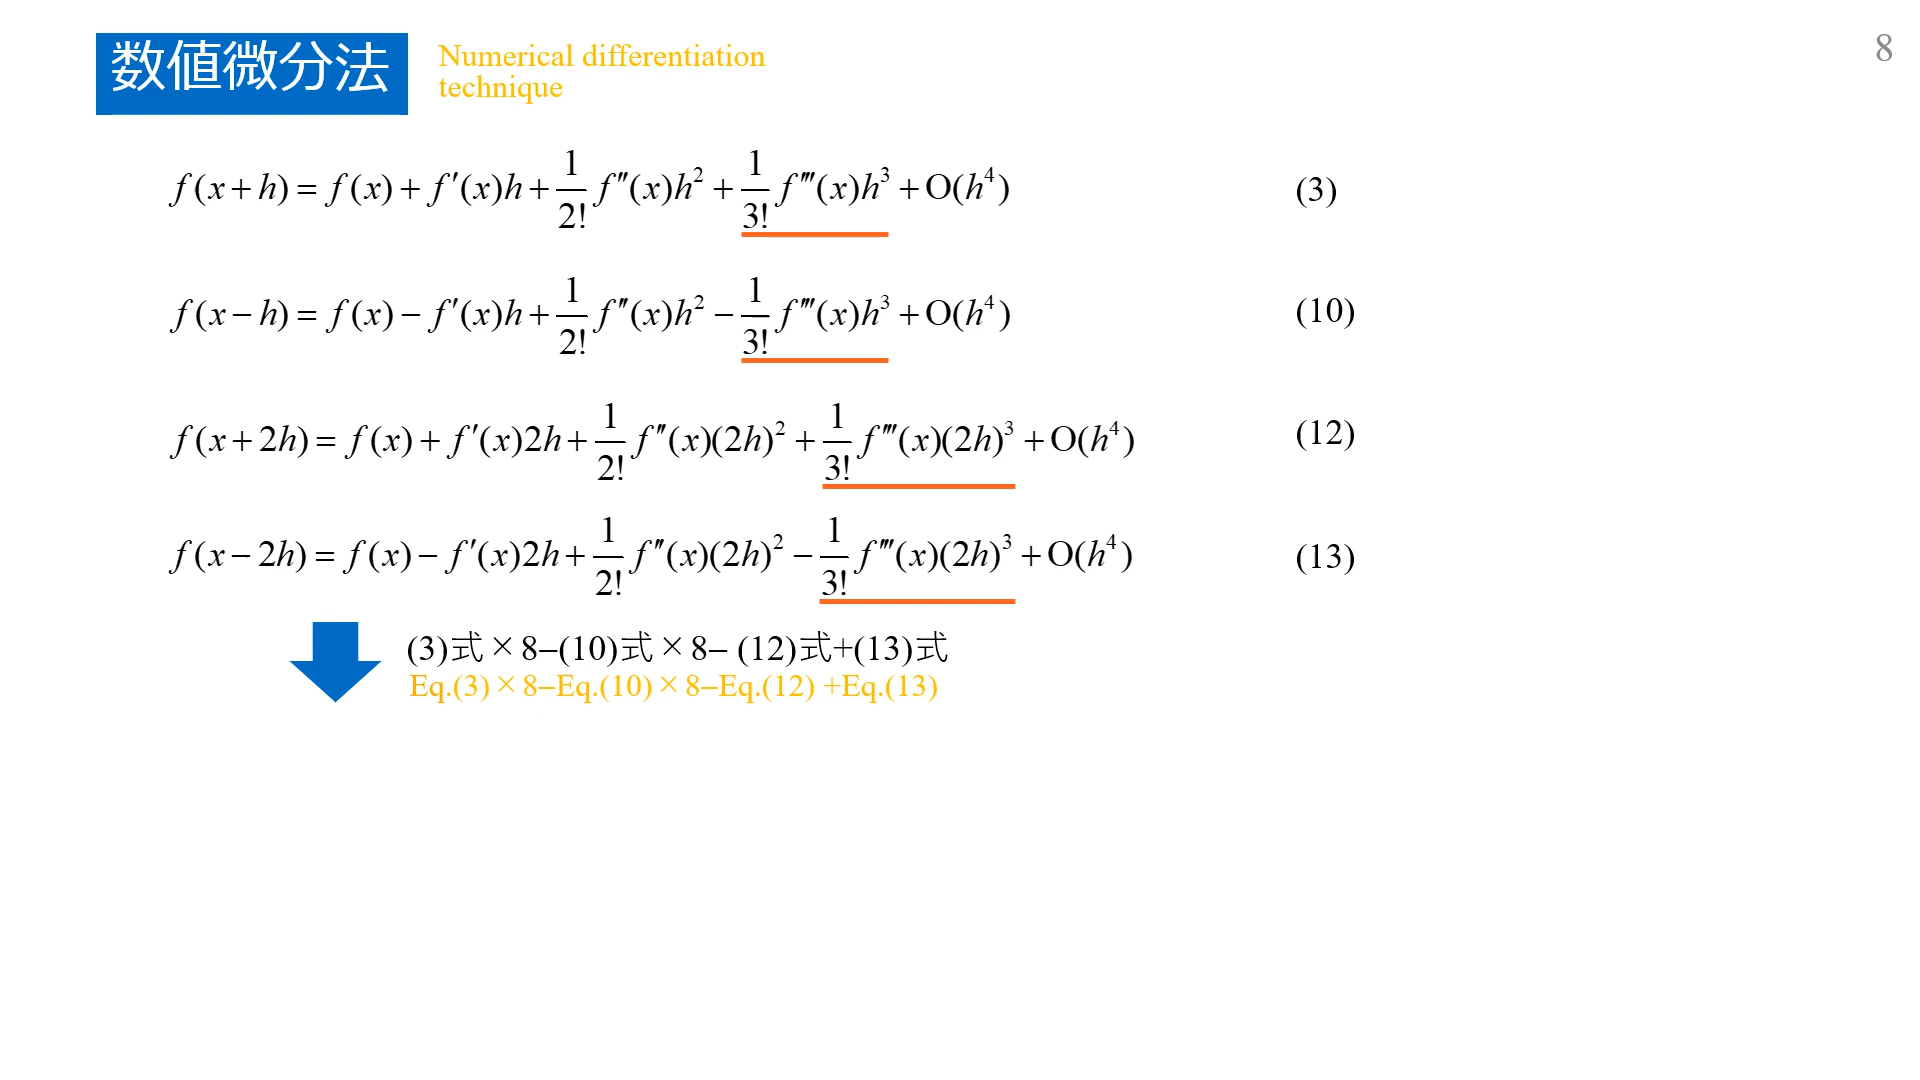 数値微分法
Numerical differentiation
technique
8
f(x+h) = f(x) + f′(x)h + 1/2! f″(x)h² + 1/3! f‴(x)h³ + O(h⁴) (3)
f(x−h) = f(x) − f′(x)h + 1/2! f″(x)h² − 1/3! f‴(x)h³ + O(h⁴) (10)
f(x+2h) = f(x) + f′(x)2h + 1/2! f″(x)(2h)² + 1/3! f‴(x)(2h)³ + O(h⁴) (12)
f(x−2h) = f(x) − f′(x)2h + 1/2! f″(x)(2h)² − 1/3! f‴(x)(2h)³ + O(h⁴) (13)
(3)式×8–(10)式×8– (12)式+(13)式
Eq.(3)×8–Eq.(10)×8–Eq.(12) +Eq.(13)